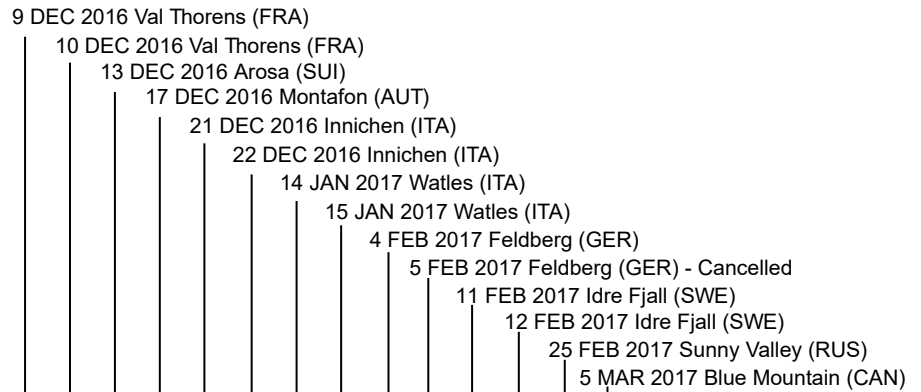 9 DEC 2016 Val Thorens (FRA)
10 DEC 2016 Val Thorens (FRA)
13 DEC 2016 Arosa (SUI)
17 DEC 2016 Montafon (AUT)
21 DEC 2016 Innichen (ITA)
22 DEC 2016 Innichen (ITA)
14 JAN 2017 Watles (ITA)
15 JAN 2017 Watles (ITA)
4 FEB 2017 Feldberg (GER)
5 FEB 2017 Feldberg (GER) - Cancelled
11 FEB 2017 Idre Fjall (SWE)
12 FEB 2017 Idre Fjall (SWE)
25 FEB 2017 Sunny Valley (RUS)
5 MAR 2017 Blue Mountain (CAN)